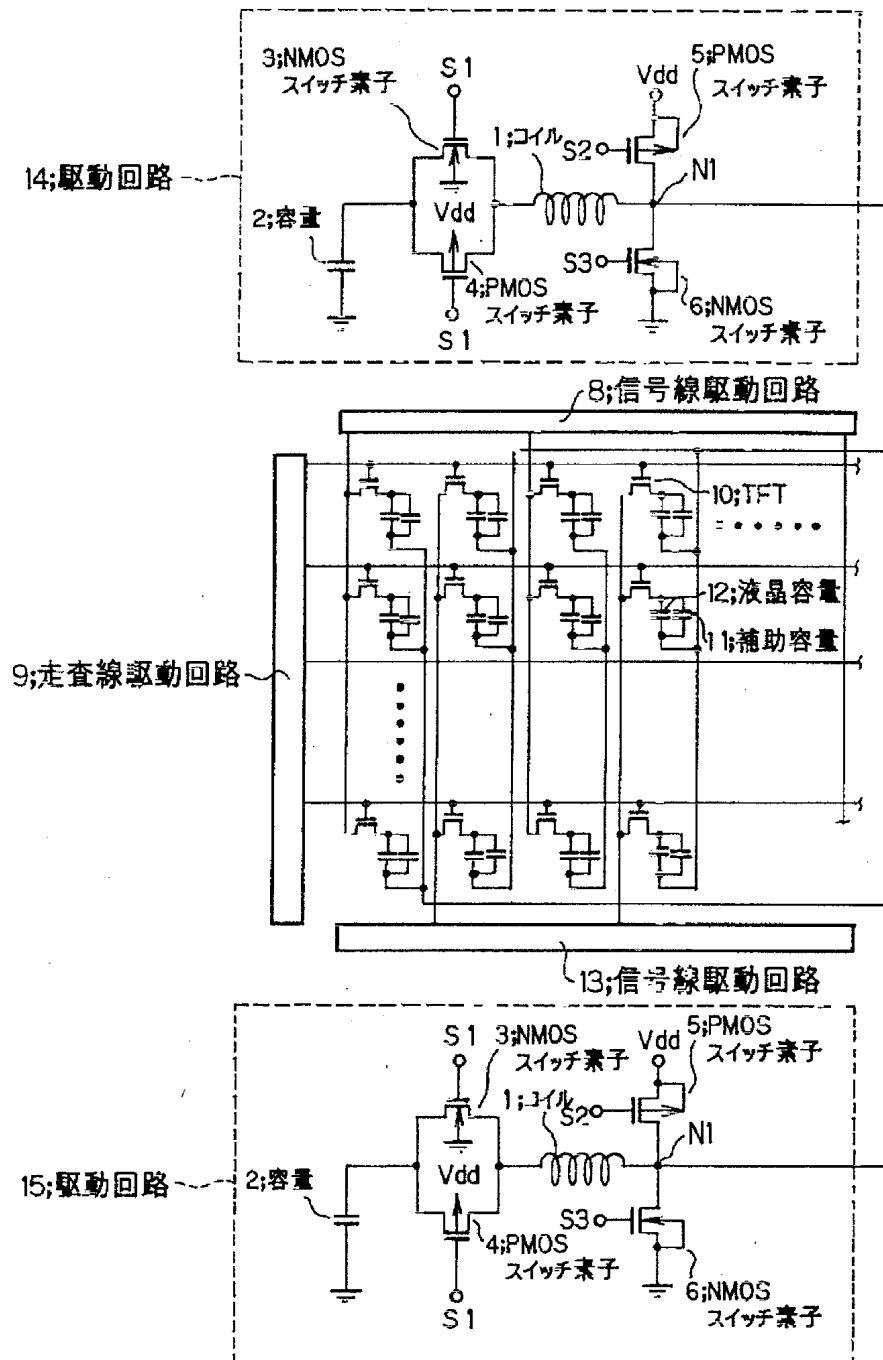 3;NMOS
スイッチ素子
S1
5;PMOS
スイッチ素子
Vdd
1;コイル
S2
N1
14;駆動回路
2;容量
Vdd
S3
4;PMOS
スイッチ素子
6;NMOS
スイッチ素子
S1
8;信号線駆動回路
10;TFT
12;液晶容量
11;補助容量
9;走査線駆動回路
13;信号線駆動回路
S1
3;NMOS
スイッチ素子
Vdd
5;PMOS
スイッチ素子
1;コイル
S2
N1
15;駆動回路
2;容量
Vdd
S3
4;PMOS
スイッチ素子
6;NMOS
スイッチ素子
S1